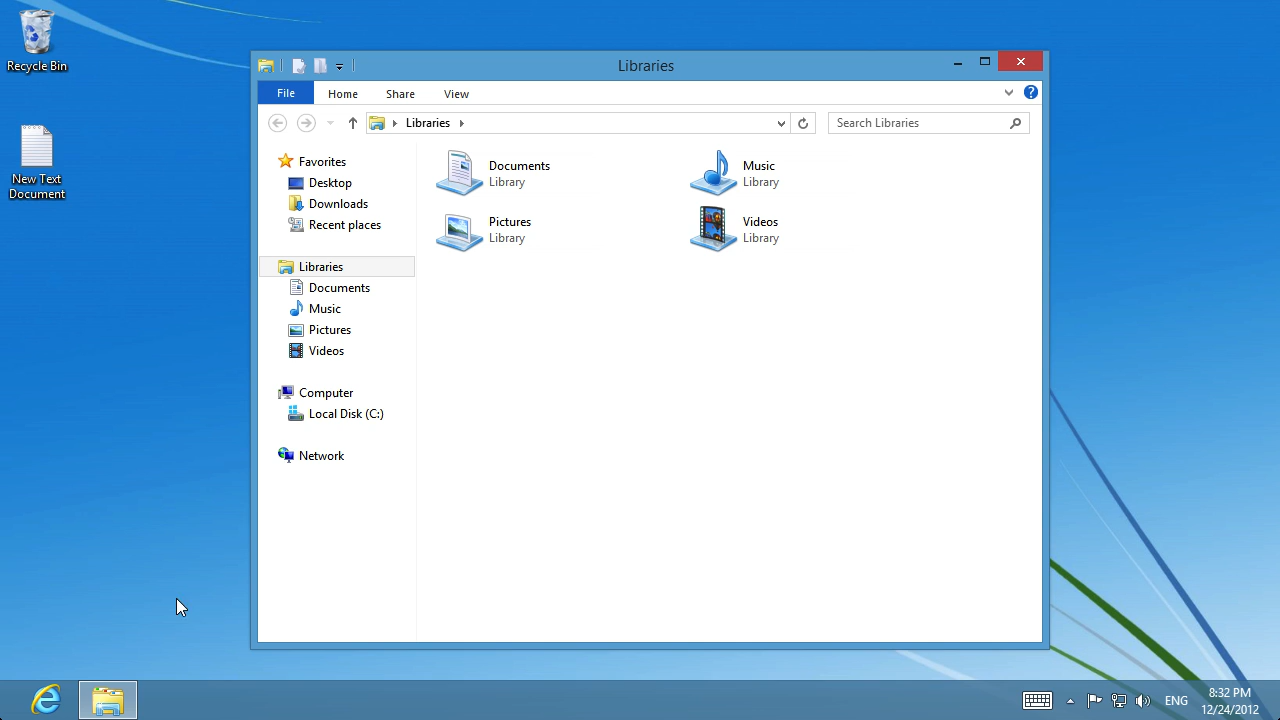 Recycle Bin
New Text
Document
Libraries
File Home Share View
Libraries
Search Libraries
Favorites
Desktop
Downloads
Recent places
Libraries
Documents
Music
Pictures
Videos
Computer
Local Disk (C:)
Network
Documents
Library
Music
Library
Pictures
Library
Videos
Library
ENG
8:32 PM
12/24/2012